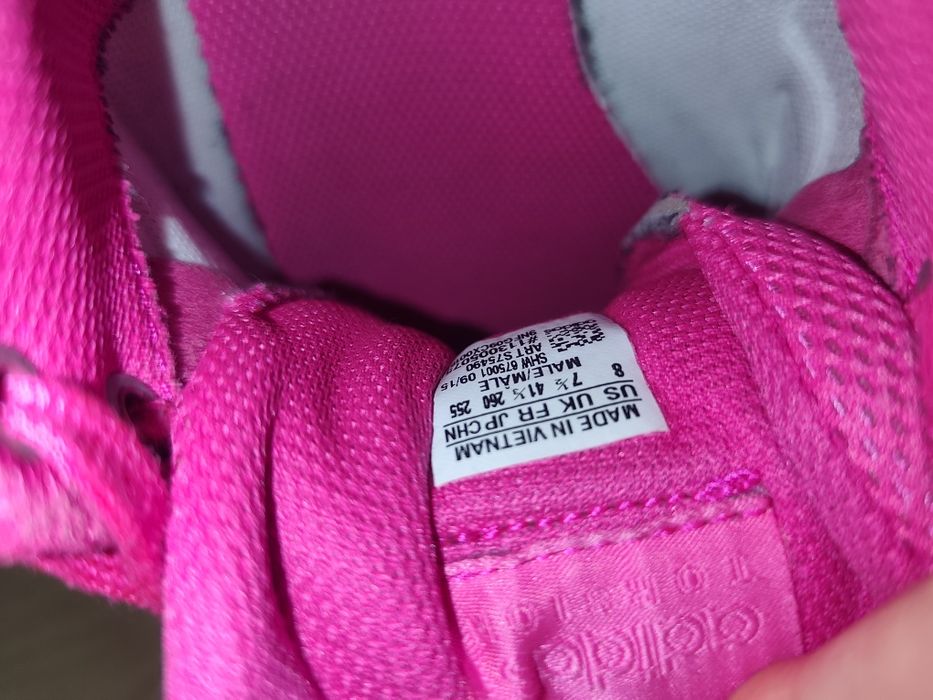 MADE IN VIETNAM
US UK FR JP CHN
8 7½ 41⅓ 260 255
MALE/MÂLE
SHW 675001 09/15
ART S75490